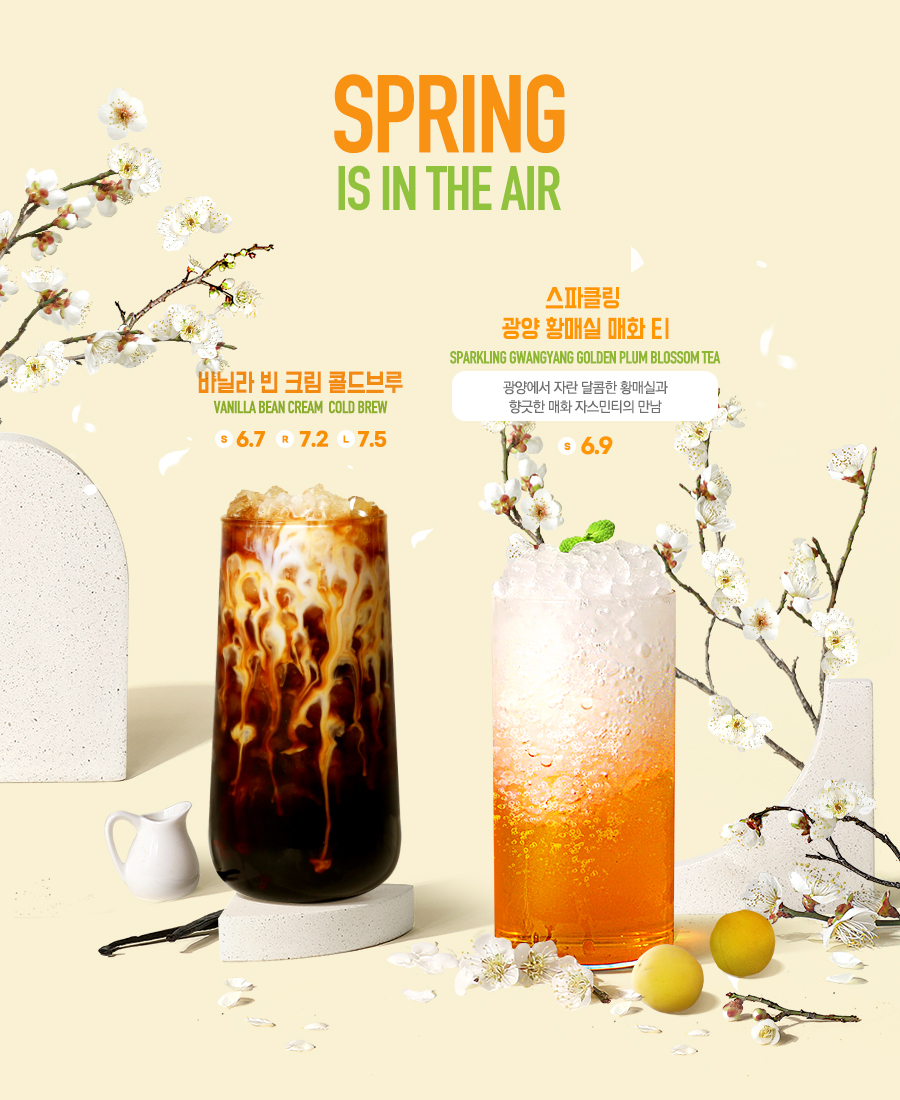 SPRING
IS IN THE AIR
바닐라 빈 크림 콜드브루
VANILLA BEAN CREAM COLD BREW
S 6.7 R 7.2 L 7.5
스파클링
광양 황매실 매화 티
SPARKLING GWANGYANG GOLDEN PLUM BLOSSOM TEA
광양에서 자란 달콤한 황매실과
향긋한 매화 자스민티의 만남
S 6.9